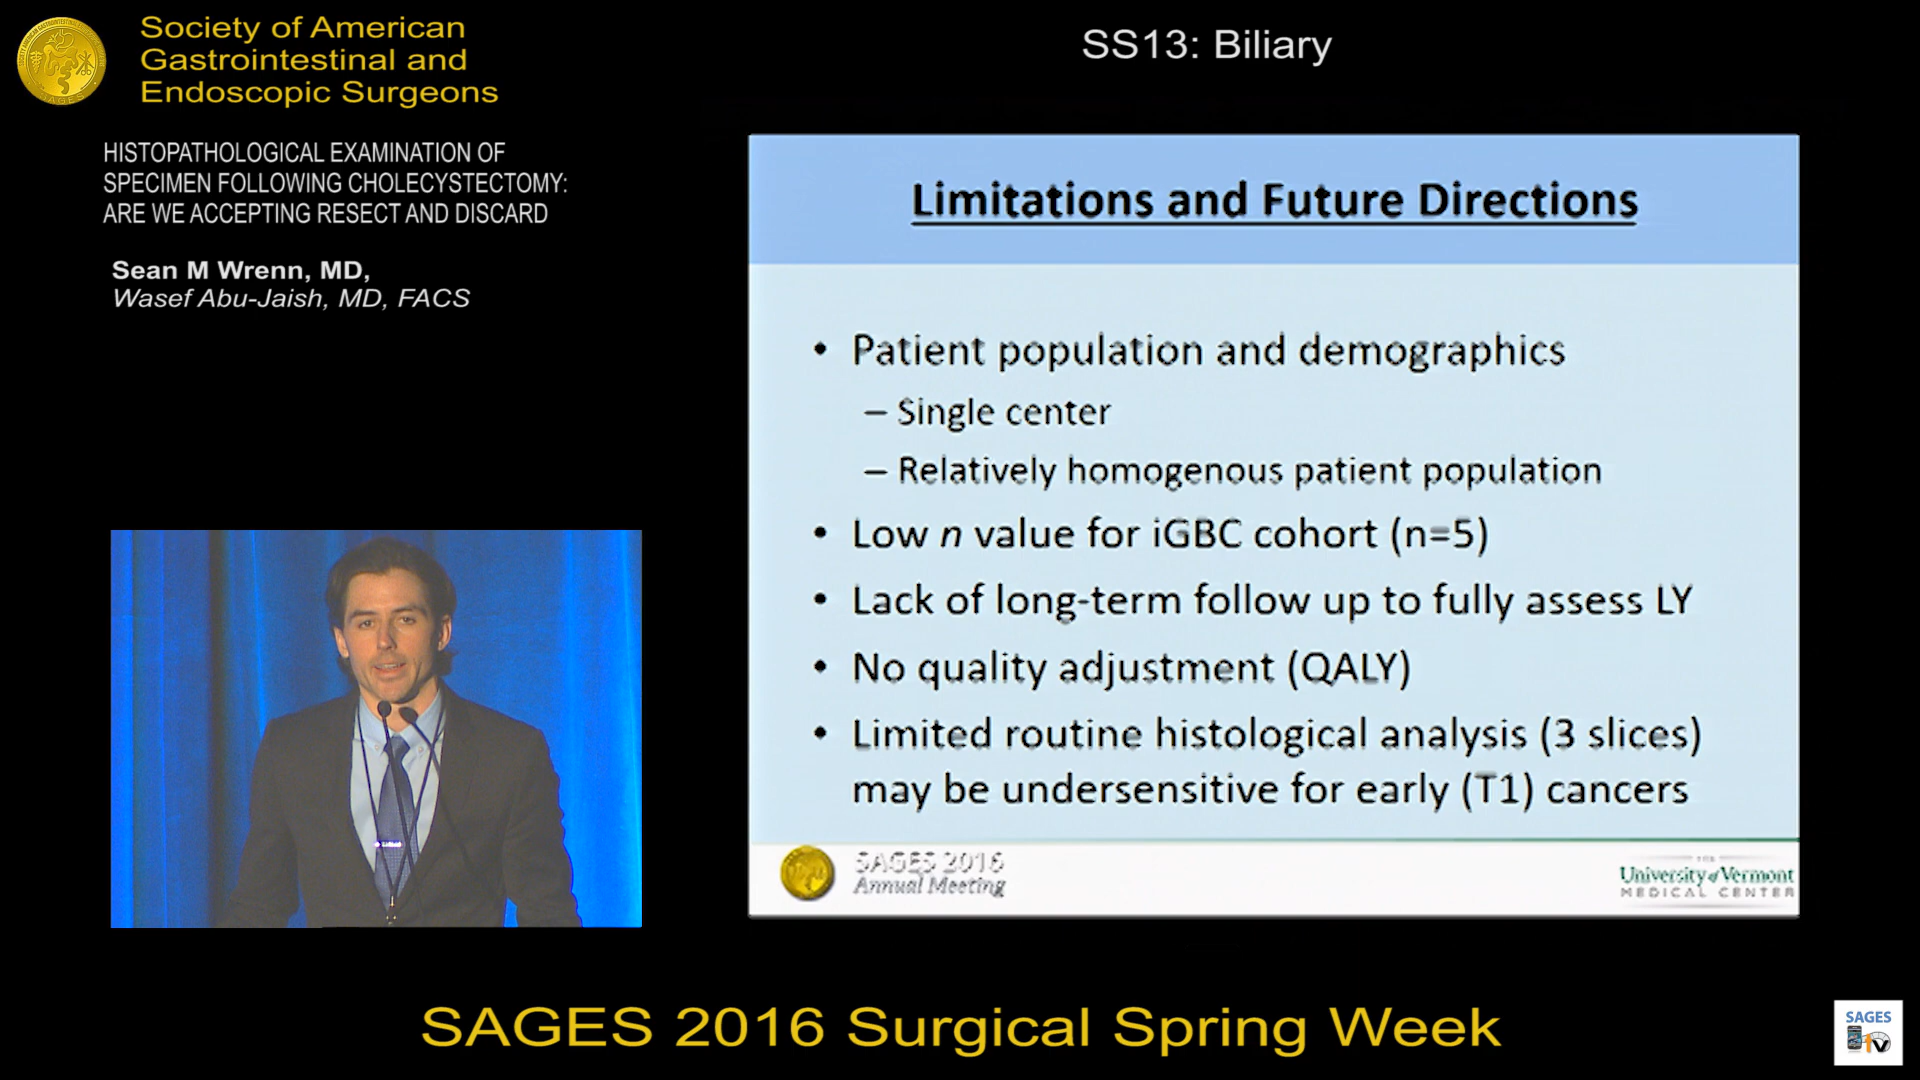 Society of American
Gastrointestinal and
Endoscopic Surgeons
SS13: Biliary
HISTOPATHOLOGICAL EXAMINATION OF
SPECIMEN FOLLOWING CHOLECYSTECTOMY:
ARE WE ACCEPTING RESECT AND DISCARD
Sean M Wrenn, MD,
Wasef Abu-Jaish, MD, FACS
Limitations and Future Directions
• Patient population and demographics
– Single center
– Relatively homogenous patient population
• Low n value for iGBC cohort (n=5)
• Lack of long-term follow up to fully assess LY
• No quality adjustment (QALY)
• Limited routine histological analysis (3 slices)
may be undersensitive for early (T1) cancers
SAGES 2016
Annual Meeting
THE
University of Vermont
MEDICAL CENTER
SAGES 2016 Surgical Spring Week
SAGES
TV